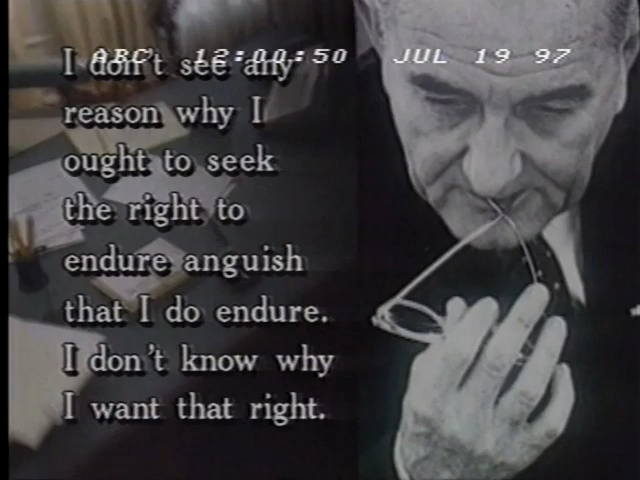 ABC 12:00:50 JUL 19 97
I don't see any
reason why I
ought to seek
the right to
endure anguish
that I do endure.
I don't know why
I want that right.